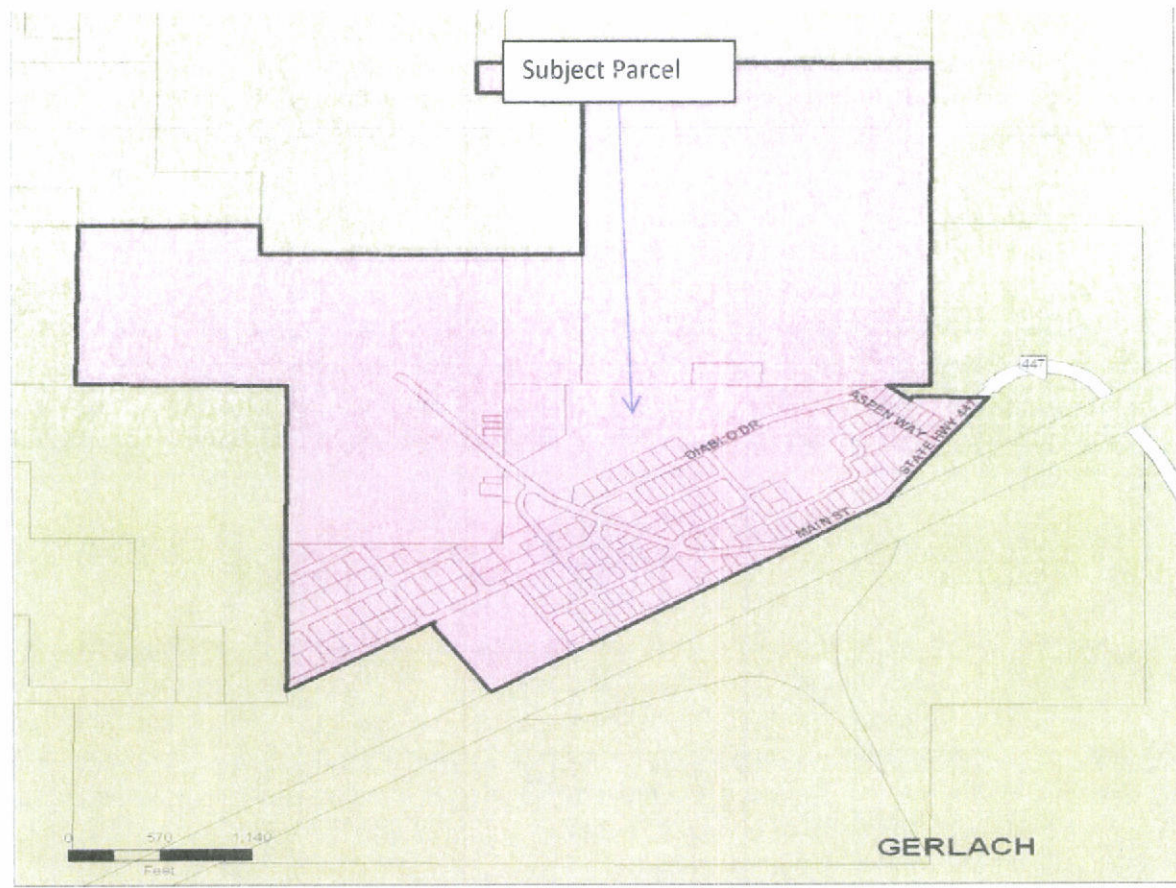 Subject Parcel
447
ASPEN WAY
STATE HWY 447
DIABLO DR.
MAIN ST.
0 570 1,140
Feet
GERLACH